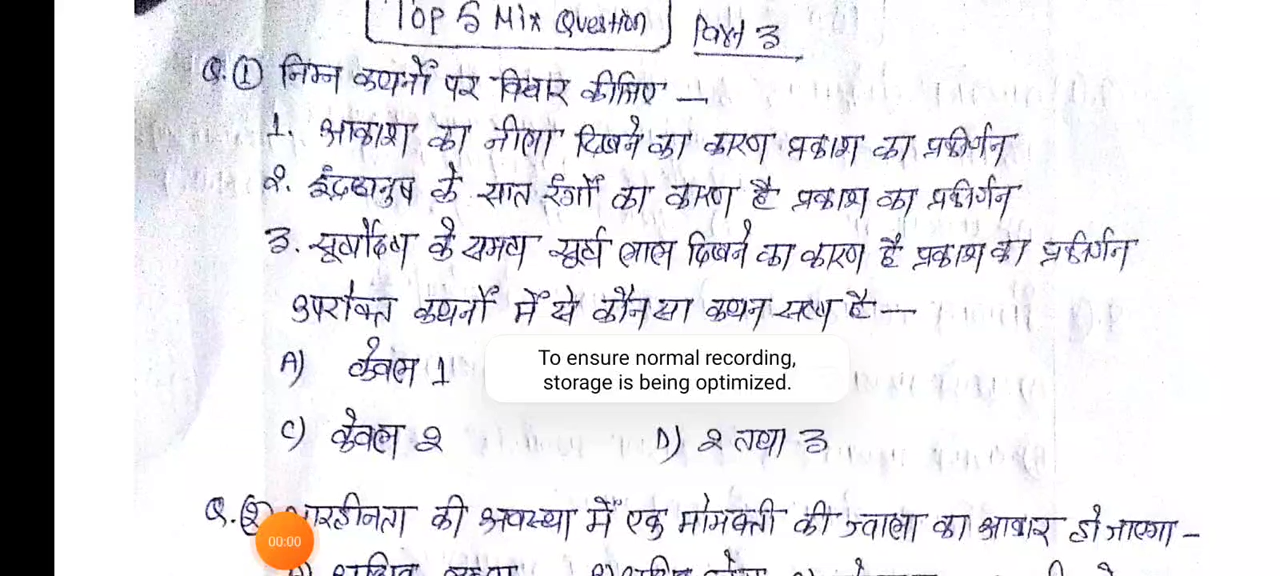 Top 5 Mix Question Part 3
Q.① निम्न कथनों पर विचार कीजिए —
1. आकाश का नीला दिखने का कारण प्रकाश का प्रकीर्णन
2. इंद्रधनुष के सात रंगों का कारण है प्रकाश का प्रकीर्णन
3. सूर्योदय के समय सूर्य लाल दिखने का कारण है प्रकाश का प्रकीर्णन
उपरोक्त कथनों में से कौन सा कथन सत्य है —
A) केवल 1
To ensure normal recording,
storage is being optimized.
C) केवल 2 D) 2 तथा 3
Q.② भारहीनता की अवस्था में एक मोमबत्ती की ज्वाला का आकार हो जाएगा -
00:00